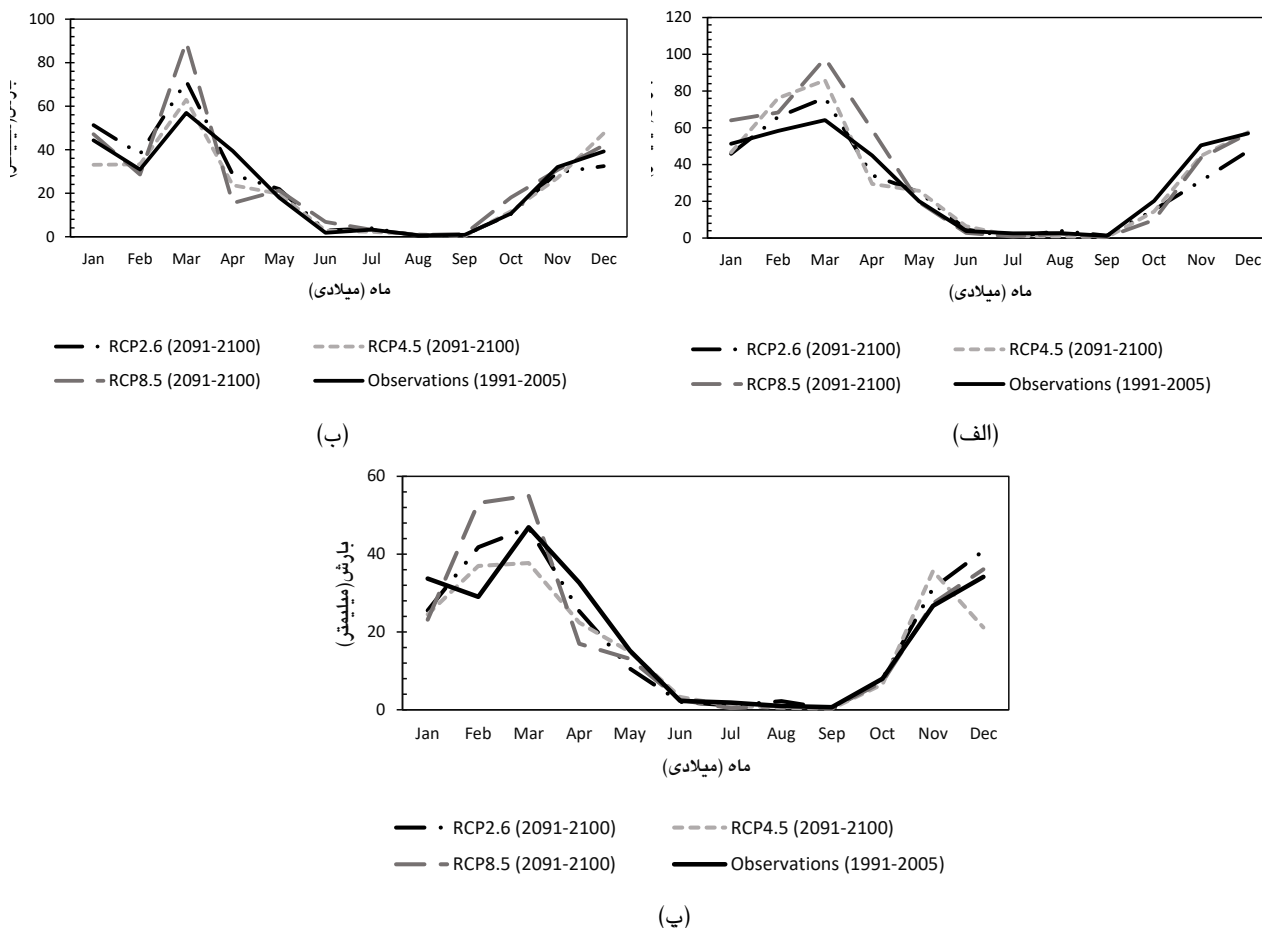 100
80
60
40
20
0
Jan Feb Mar Apr May Jun Jul Aug Sep Oct Nov Dec
ماه (میلادی)
RCP2.6 (2091-2100) RCP4.5 (2091-2100)
RCP8.5 (2091-2100) Observations (1991-2005)
(ب)
120
100
80
60
40
20
0
Jan Feb Mar Apr May Jun Jul Aug Sep Oct Nov Dec
ماه (میلادی)
RCP2.6 (2091-2100) RCP4.5 (2091-2100)
RCP8.5 (2091-2100) Observations (1991-2005)
(الف)
بارش(میلیمتر)
60
40
20
0
Jan Feb Mar Apr May Jun Jul Aug Sep Oct Nov Dec
ماه (میلادی)
RCP2.6 (2091-2100) RCP4.5 (2091-2100)
RCP8.5 (2091-2100) Observations (1991-2005)
(پ)